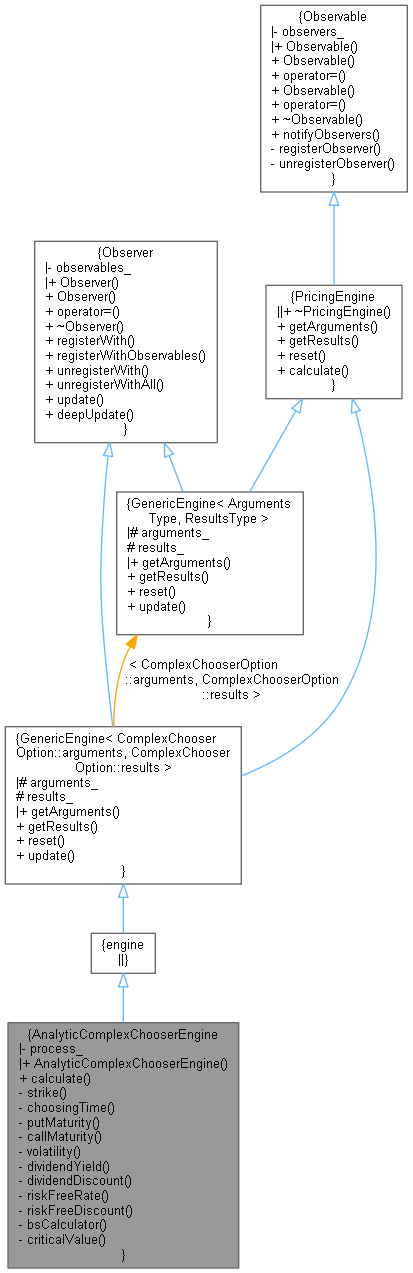 {Observable
|- observers_
|+ Observable()
+ Observable()
+ operator=()
+ Observable()
+ operator=()
+ ~Observable()
+ notifyObservers()
- registerObserver()
- unregisterObserver()
}
{Observer
|- observables_
|+ Observer()
+ Observer()
+ operator=()
+ ~Observer()
+ registerWith()
+ registerWithObservables()
+ unregisterWith()
+ unregisterWithAll()
+ update()
+ deepUpdate()
}
{PricingEngine
||+ ~PricingEngine()
+ getArguments()
+ getResults()
+ reset()
+ calculate()
}
{GenericEngine< Arguments
Type, ResultsType >
|# arguments_
# results_
|+ getArguments()
+ getResults()
+ reset()
+ update()
}
< ComplexChooserOption
::arguments, ComplexChooserOption
::results >
{GenericEngine< ComplexChooser
Option::arguments, ComplexChooser
Option::results >
|# arguments_
# results_
|+ getArguments()
+ getResults()
+ reset()
+ update()
}
{engine
||}
{AnalyticComplexChooserEngine
|- process_
|+ AnalyticComplexChooserEngine()
+ calculate()
- strike()
- choosingTime()
- putMaturity()
- callMaturity()
- volatility()
- dividendYield()
- dividendDiscount()
- riskFreeRate()
- riskFreeDiscount()
- bsCalculator()
- criticalValue()
}